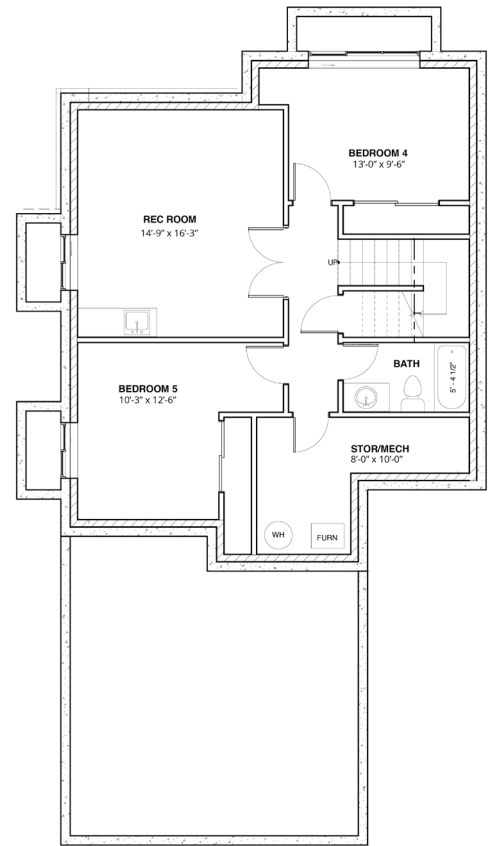 BEDROOM 4
13'-0" x 9'-6"
REC ROOM
14'-9" x 16'-3"
UP
BATH
5' - 4 1/2"
BEDROOM 5
10'-3" x 12'-6"
STOR/MECH
8'-0" x 10'-0"
WH
FURN